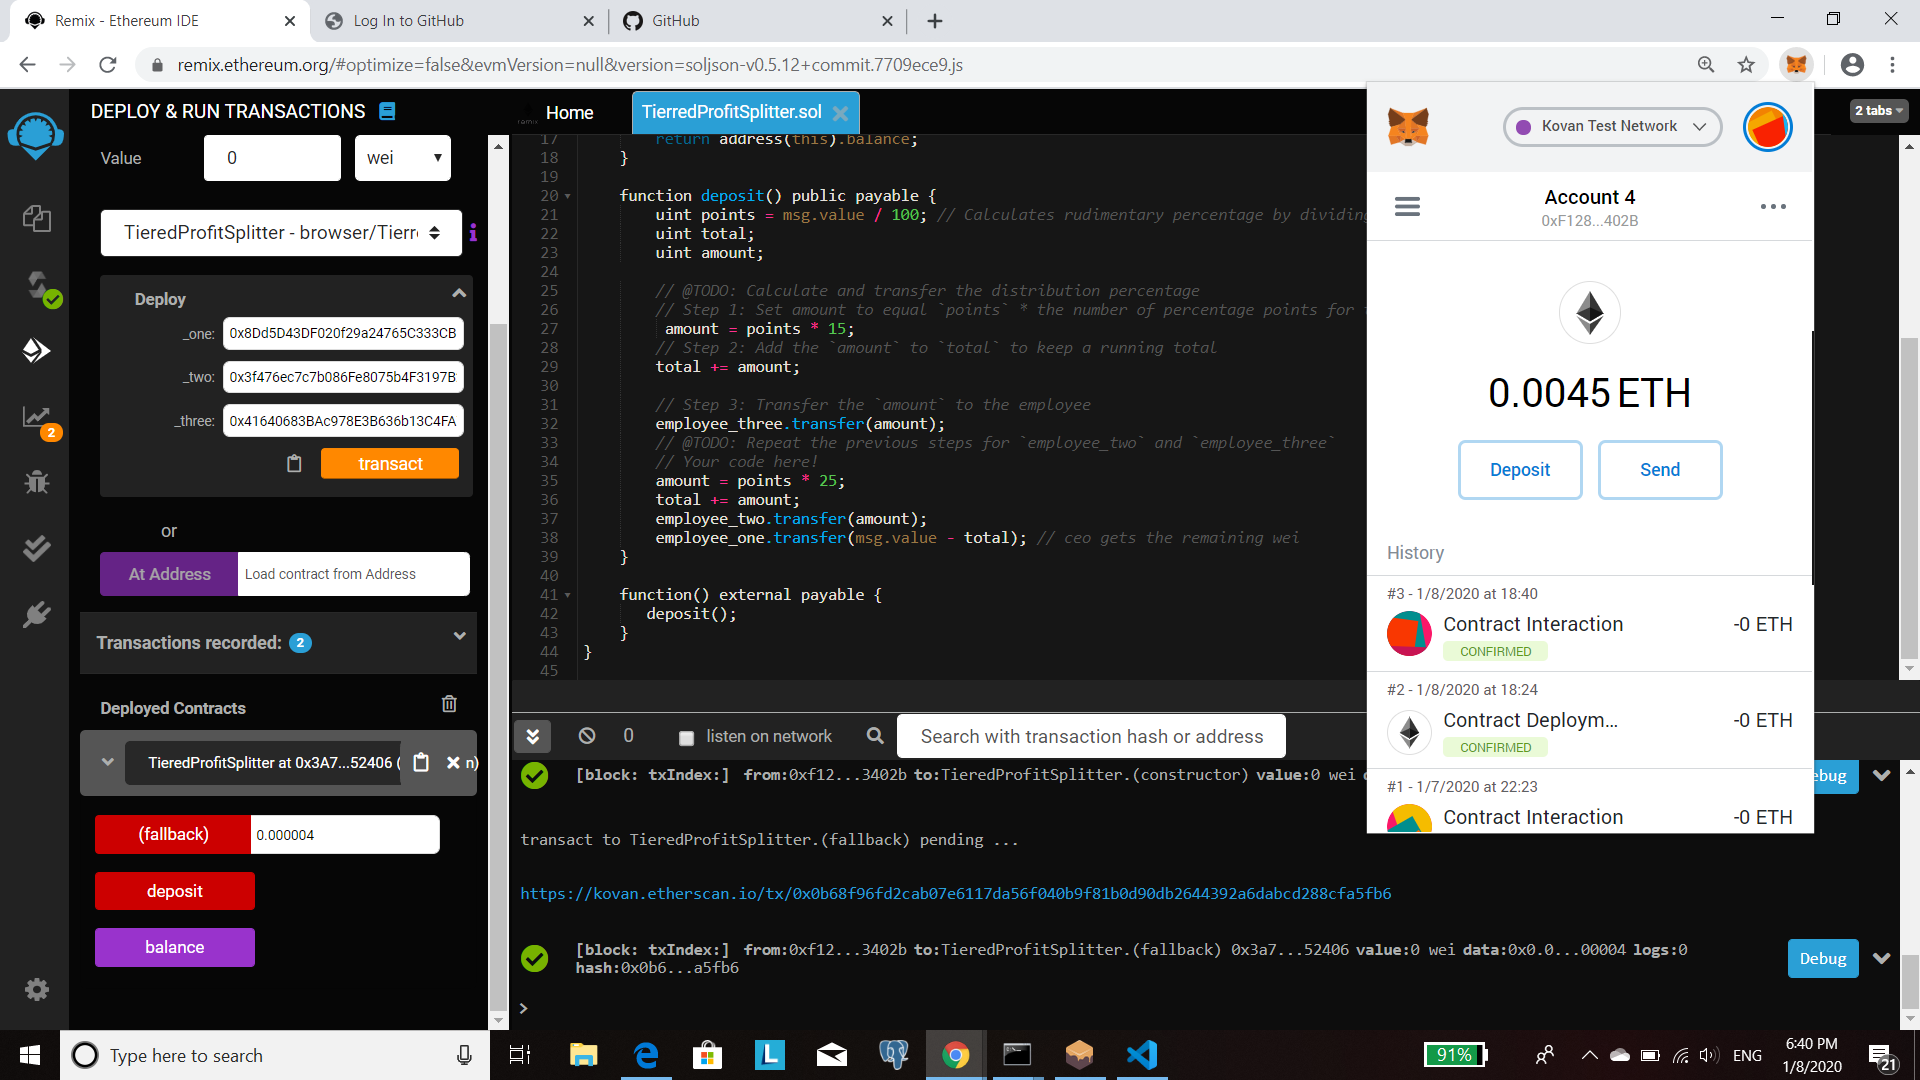 Remix - Ethereum IDE
Log In to GitHub
GitHub
remix.ethereum.org/#optimize=false&evmVersion=null&version=soljson-v0.5.12+commit.7709ece9.js
DEPLOY & RUN TRANSACTIONS
Value
0
wei
TieredProfitSplitter - browser/Tierr
i
Deploy
_one:
0x8Dd5D43DF020f29a24765C333CB
_two:
0x3f476ec7c7b086Fe8075b4F3197B
_three:
0x41640683BAc978E3B636b13C4FA
transact
or
At Address
Load contract from Address
Transactions recorded: 2
Deployed Contracts
TieredProfitSplitter at 0x3A7...52406 (
n)
(fallback)
0.000004
deposit
balance
2
remix
Home
TierredProfitSplitter.sol
2 tabs
17 return address(this).balance;
18 }
19
20 function deposit() public payable {
21 uint points = msg.value / 100; // Calculates rudimentary percentage by dividing
22 uint total;
23 uint amount;
24
25 // @TODO: Calculate and transfer the distribution percentage
26 // Step 1: Set amount to equal `points` * the number of percentage points for
27 amount = points * 15;
28 // Step 2: Add the `amount` to `total` to keep a running total
29 total += amount;
30
31 // Step 3: Transfer the `amount` to the employee
32 employee_three.transfer(amount);
33 // @TODO: Repeat the previous steps for `employee_two` and `employee_three`
34 // Your code here!
35 amount = points * 25;
36 total += amount;
37 employee_two.transfer(amount);
38 employee_one.transfer(msg.value - total); // ceo gets the remaining wei
39 }
40
41 function() external payable {
42 deposit();
43 }
44 }
45
0
listen on network
Search with transaction hash or address
[block: txIndex:] from:0xf12...3402b to:TieredProfitSplitter.(constructor) value:0 wei
ebug
transact to TieredProfitSplitter.(fallback) pending ...
https://kovan.etherscan.io/tx/0x0b68f96fd2cab07e6117da56f040b9f81b0d90db2644392a6dabcd288cfa5fb6
[block: txIndex:] from:0xf12...3402b to:TieredProfitSplitter.(fallback) 0x3a7...52406 value:0 wei data:0x0.0...00004 logs:0
hash:0x0b6...a5fb6
Debug
>
Kovan Test Network
Account 4
0xF128...402B
0.0045 ETH
Deposit
Send
History
#3 - 1/8/2020 at 18:40
Contract Interaction
-0 ETH
CONFIRMED
#2 - 1/8/2020 at 18:24
Contract Deploym...
-0 ETH
CONFIRMED
#1 - 1/7/2020 at 22:23
Contract Interaction
-0 ETH
Type here to search
L
91%
ENG
6:40 PM
1/8/2020
21